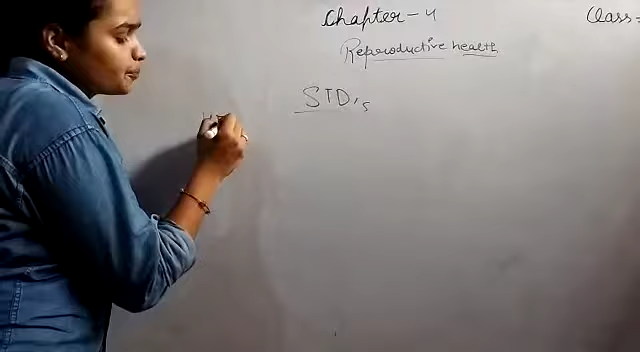 Chapter - 4
Class =
Reproductive health
STD's